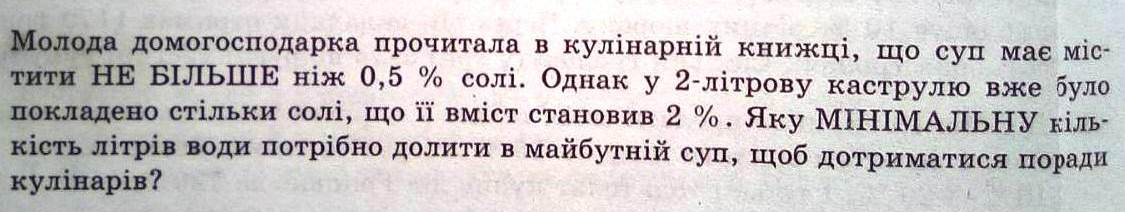 Молода домогосподарка прочитала в кулінарній книжці, що суп має міс-
тити НЕ БІЛЬШЕ ніж 0,5 % солі. Однак у 2-літрову каструлю вже було
покладено стільки солі, що її вміст становив 2 %. Яку МІНІМАЛЬНУ кіль-
кість літрів води потрібно долити в майбутній суп, щоб дотриматися поради
кулінарів?